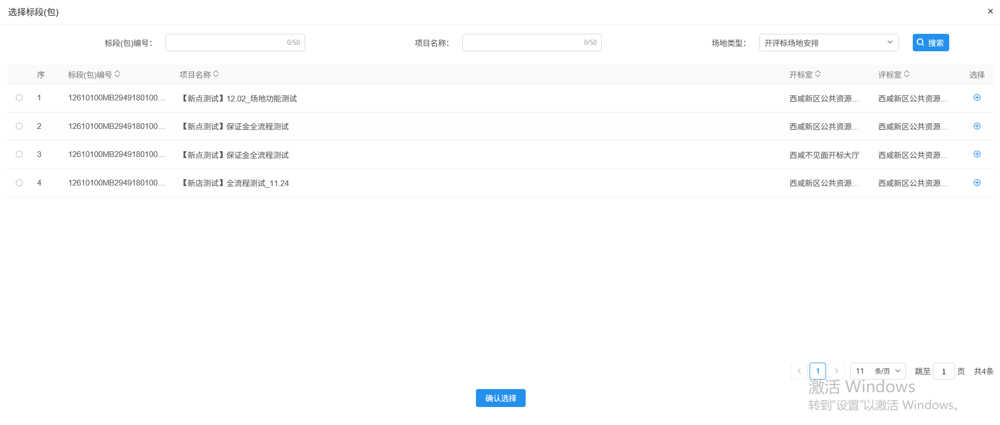 选择标段(包)
×
标段(包)编号： 0/50 项目名称： 0/50 场地类型： 开评标场地安排 搜索
序 标段(包)编号 项目名称 开标室 评标室 选择
1 12610100MB2949180100... 【新点测试】12.02_场地功能测试 西咸新区公共资源... 西咸新区公共资源...
2 12610100MB2949180100... 【新点测试】保证金全流程测试 西咸新区公共资源... 西咸新区公共资源...
3 12610100MB2949180100... 【新点测试】保证金全流程测试 西咸不见面开标大厅 西咸新区公共资源...
4 12610100MB2949180100... 【新店测试】全流程测试_11.24 西咸新区公共资源... 西咸新区公共资源...
1 11 条/页 跳至 1 页 共4条
激活 Windows
确认选择
转到“设置”以激活 Windows。